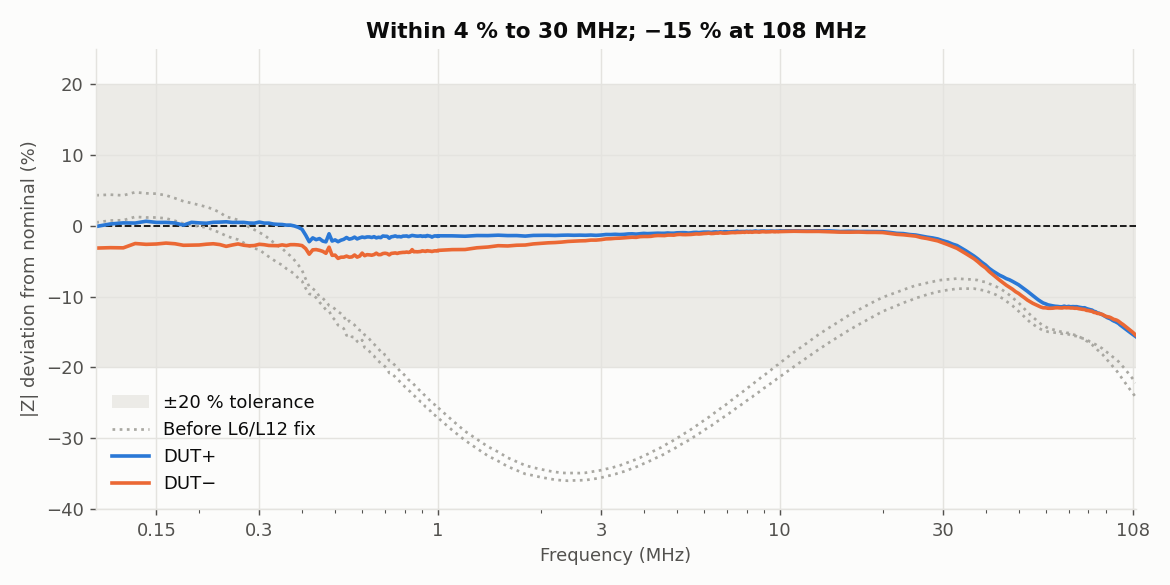 Within 4 % to 30 MHz; −15 % at 108 MHz
|Z| deviation from nominal (%)
20
10
0
−10
−20
−30
−40
±20 % tolerance
Before L6/L12 fix
DUT+
DUT−
0.15 0.3 1 3 10 30 108
Frequency (MHz)